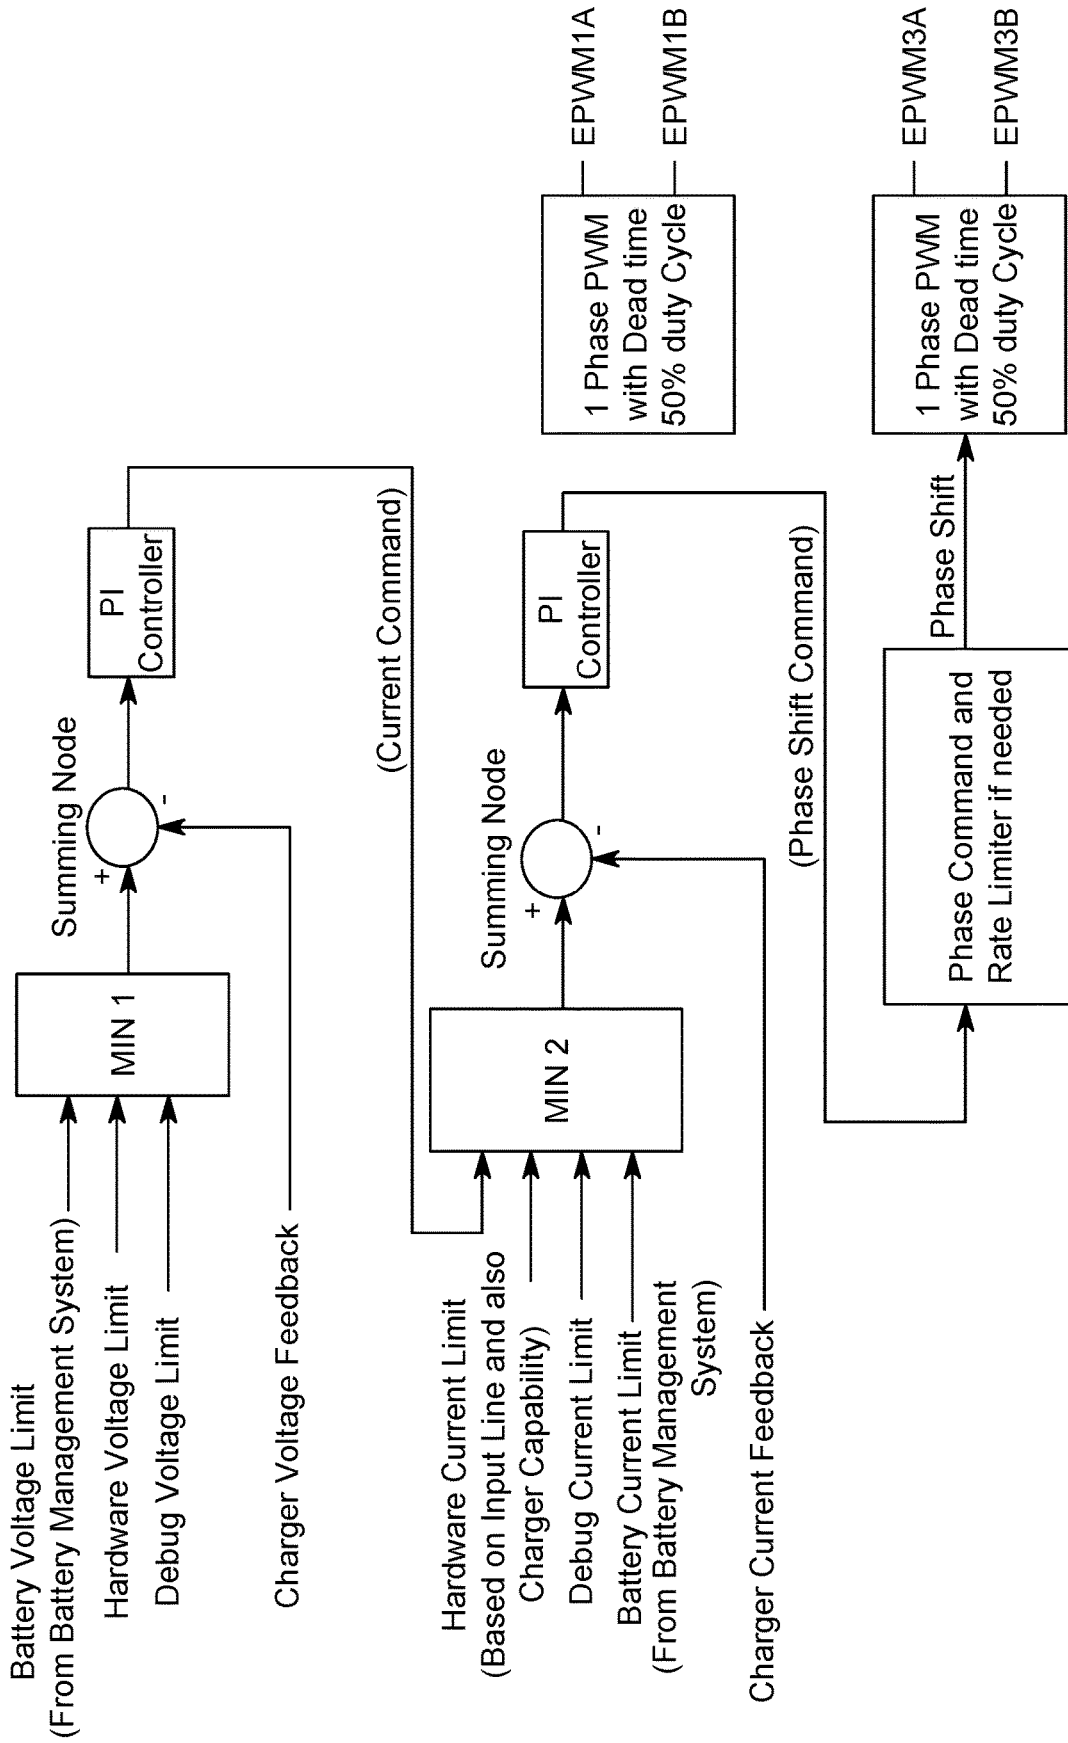 Battery Voltage Limit
(From Battery Management System)
Hardware Voltage Limit
Debug Voltage Limit
Charger Voltage Feedback
MIN 1
Summing Node
+
-
PI
Controller
(Current Command)
Hardware Current Limit
(Based on Input Line and also
Charger Capability)
Debug Current Limit
Battery Current Limit
(From Battery Management
System)
Charger Current Feedback
MIN 2
Summing Node
+
-
PI
Controller
(Phase Shift Command)
1 Phase PWM
with Dead time
50% duty Cycle
EPWM1A
EPWM1B
Phase Command and
Rate Limiter if needed
Phase Shift
1 Phase PWM
with Dead time
50% duty Cycle
EPWM3A
EPWM3B